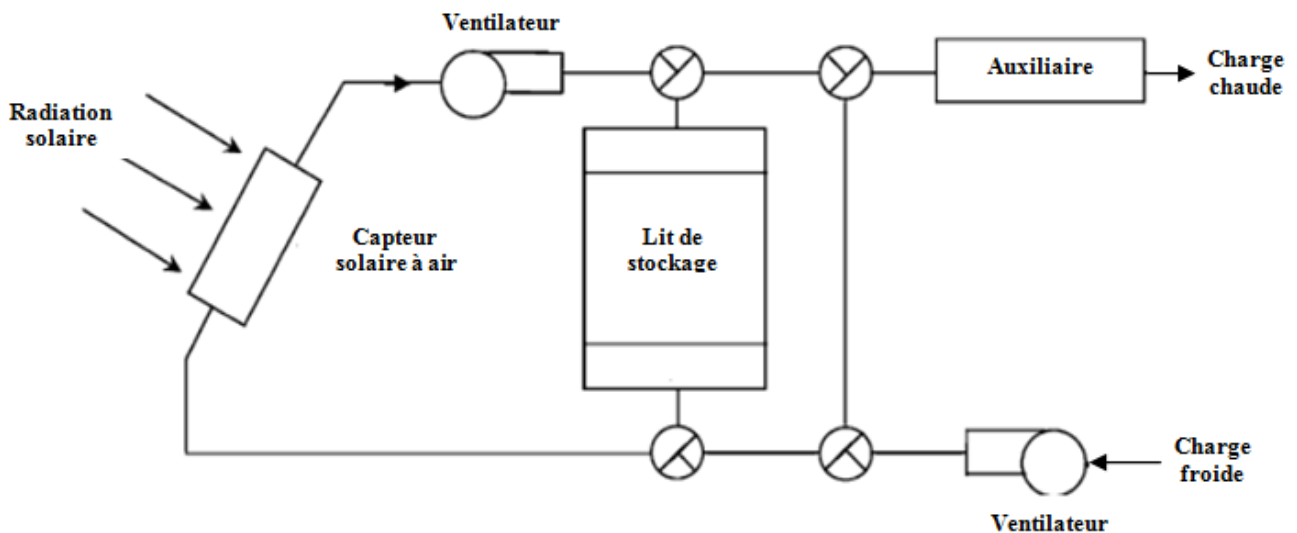 Ventilateur
Auxiliaire
Charge
chaude
Radiation
solaire
Capteur
solaire à air
Lit de
stockage
Charge
froide
Ventilateur